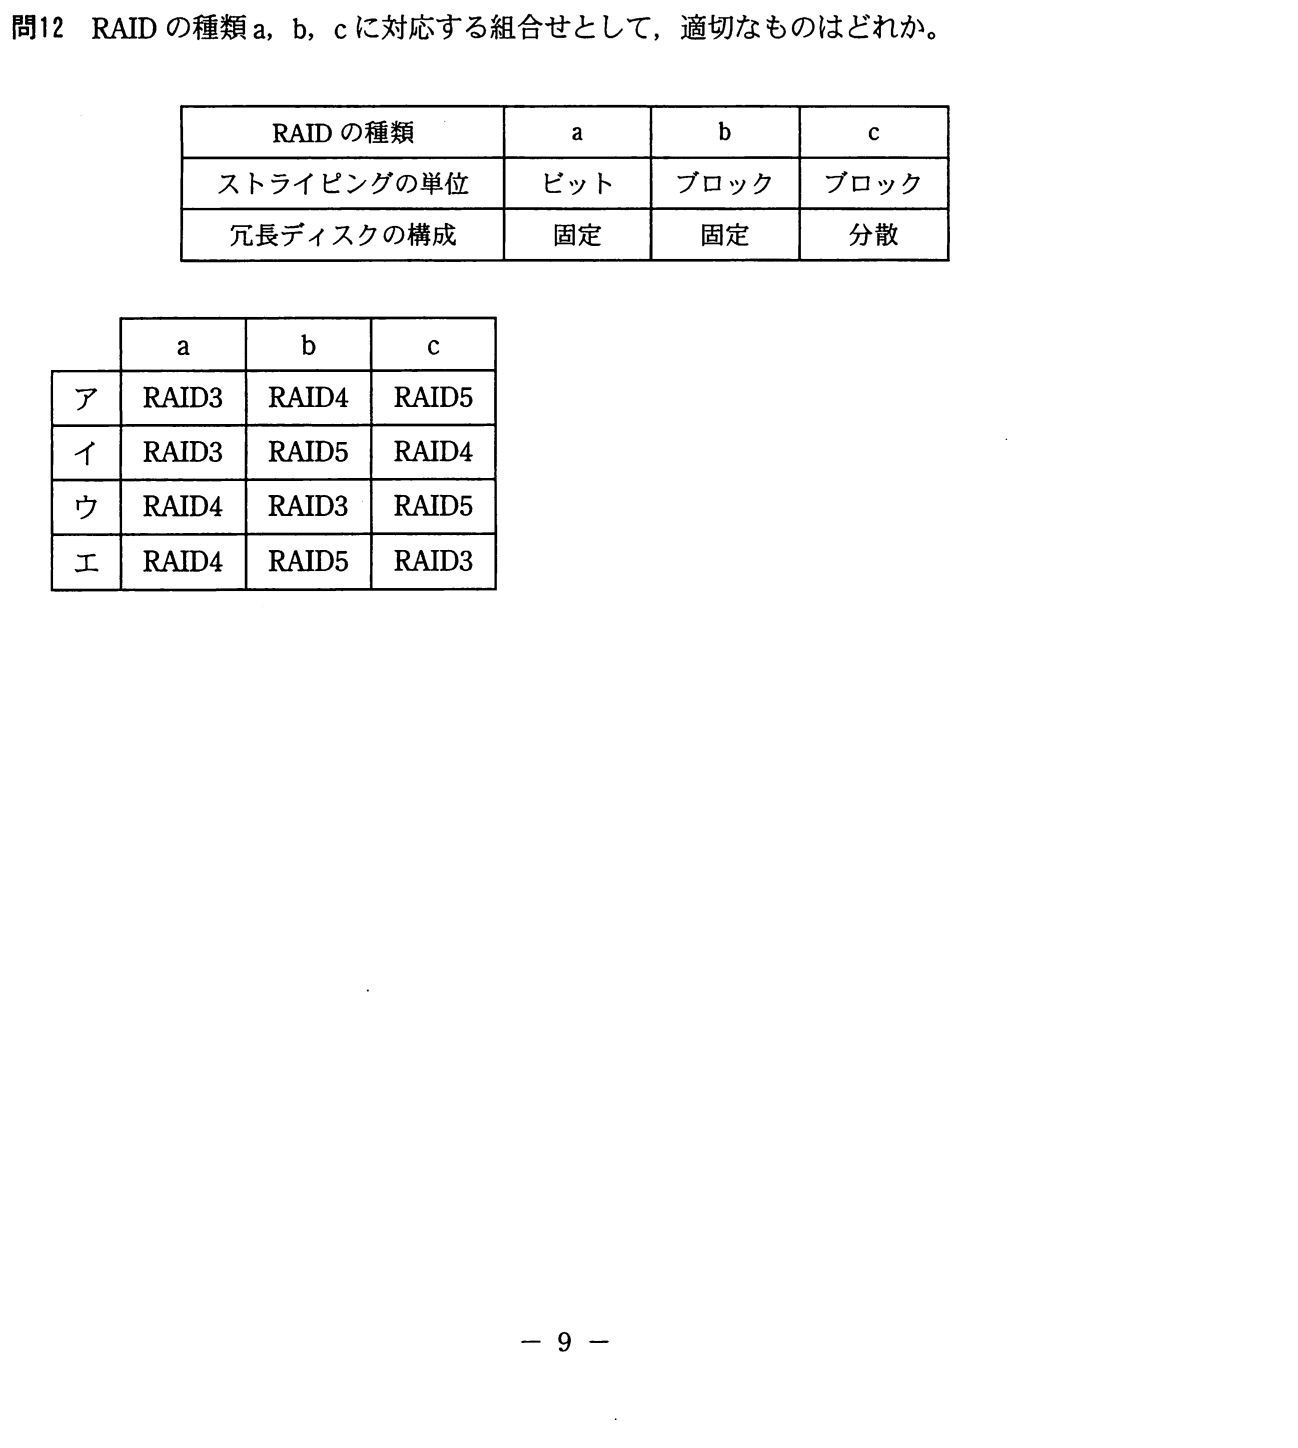 問12 RAID の種類 a，b，c に対応する組合せとして，適切なものはどれか。
RAID の種類 a b c
ストライピングの単位 ビット ブロック ブロック
冗長ディスクの構成 固定 固定 分散
a b c
ア RAID3 RAID4 RAID5
イ RAID3 RAID5 RAID4
ウ RAID4 RAID3 RAID5
エ RAID4 RAID5 RAID3
－ 9 －